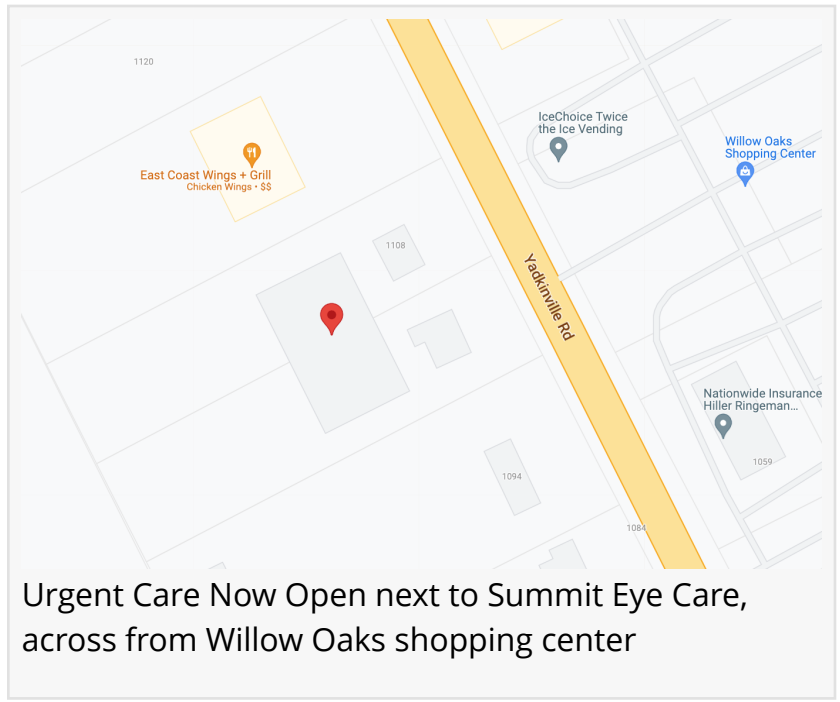 1120
IceChoice Twice
the Ice Vending
Willow Oaks
Shopping Center
East Coast Wings + Grill
Chicken Wings • $$
1108
Yadkinville Rd
Nationwide Insurance
Hiller Ringeman...
1059
1094
1084
Urgent Care Now Open next to Summit Eye Care,
across from Willow Oaks shopping center